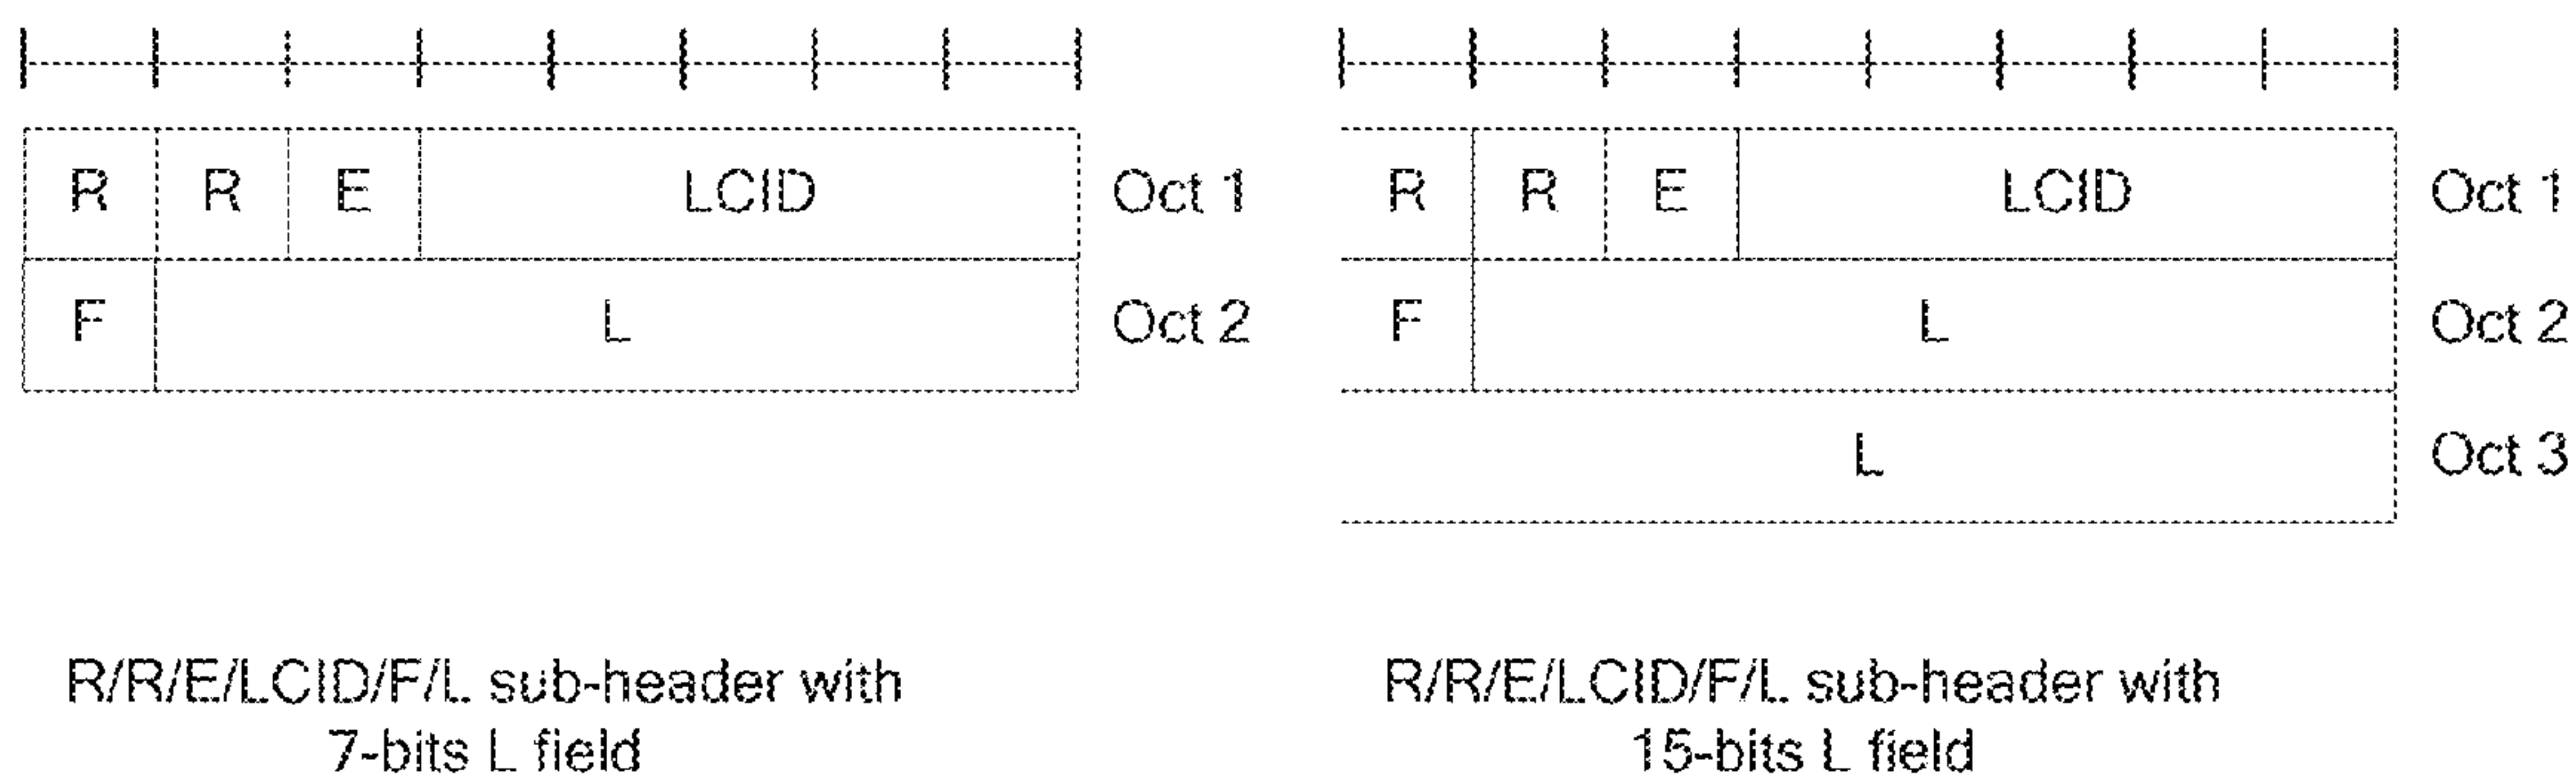 R R E LCID Oct 1
F L Oct 2
R/R/E/LCID/F/L sub-header with
7-bits L field
R R E LCID Oct 1
F L Oct 2
L Oct 3
R/R/E/LCID/F/L sub-header with
15-bits L field